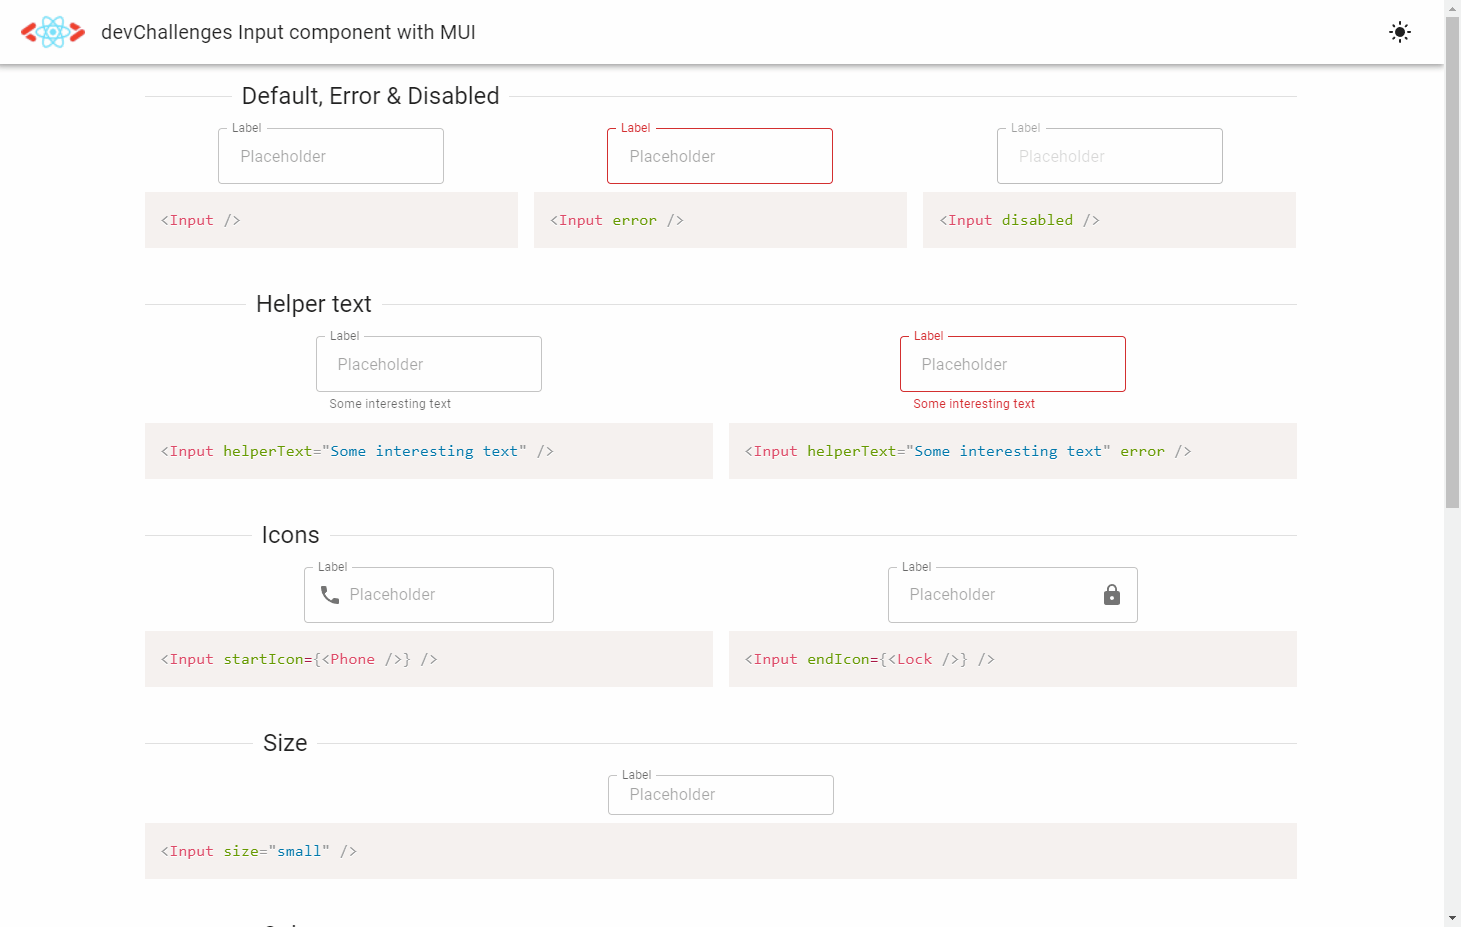 devChallenges Input component with MUI
Default, Error & Disabled
Label
Placeholder
Label
Placeholder
Label
Placeholder
<Input />
<Input error />
<Input disabled />
Helper text
Label
Placeholder
Some interesting text
Label
Placeholder
Some interesting text
<Input helperText="Some interesting text" />
<Input helperText="Some interesting text" error />
Icons
Label
Placeholder
Label
Placeholder
<Input startIcon={<Phone />} />
<Input endIcon={<Lock />} />
Size
Label
Placeholder
<Input size="small" />